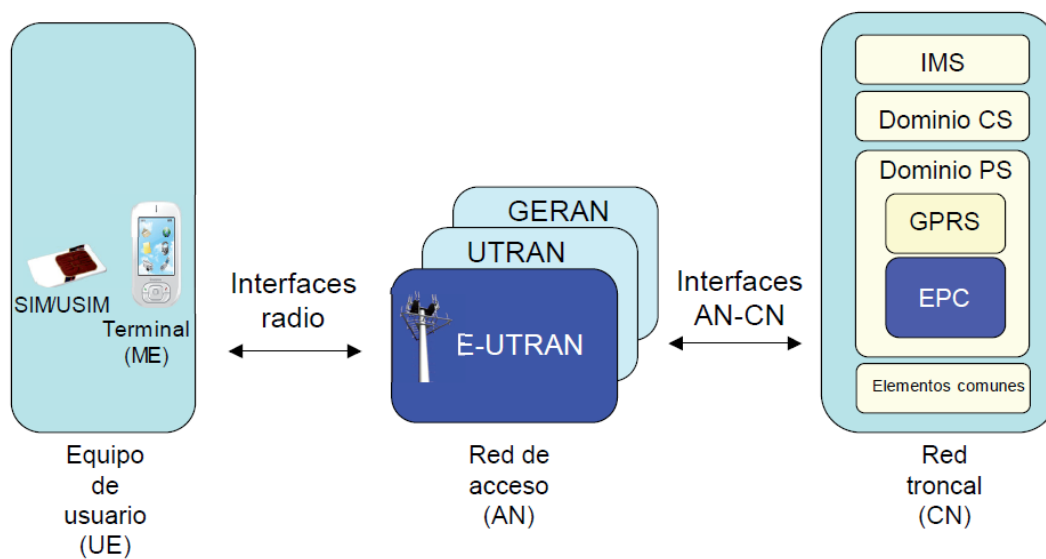 SIM/USIM
Terminal
(ME)
Equipo
de
usuario
(UE)
Interfaces
radio
GERAN
UTRAN
E-UTRAN
Red de
acceso
(AN)
Interfaces
AN-CN
IMS
Dominio CS
Dominio PS
GPRS
EPC
Elementos comunes
Red
troncal
(CN)